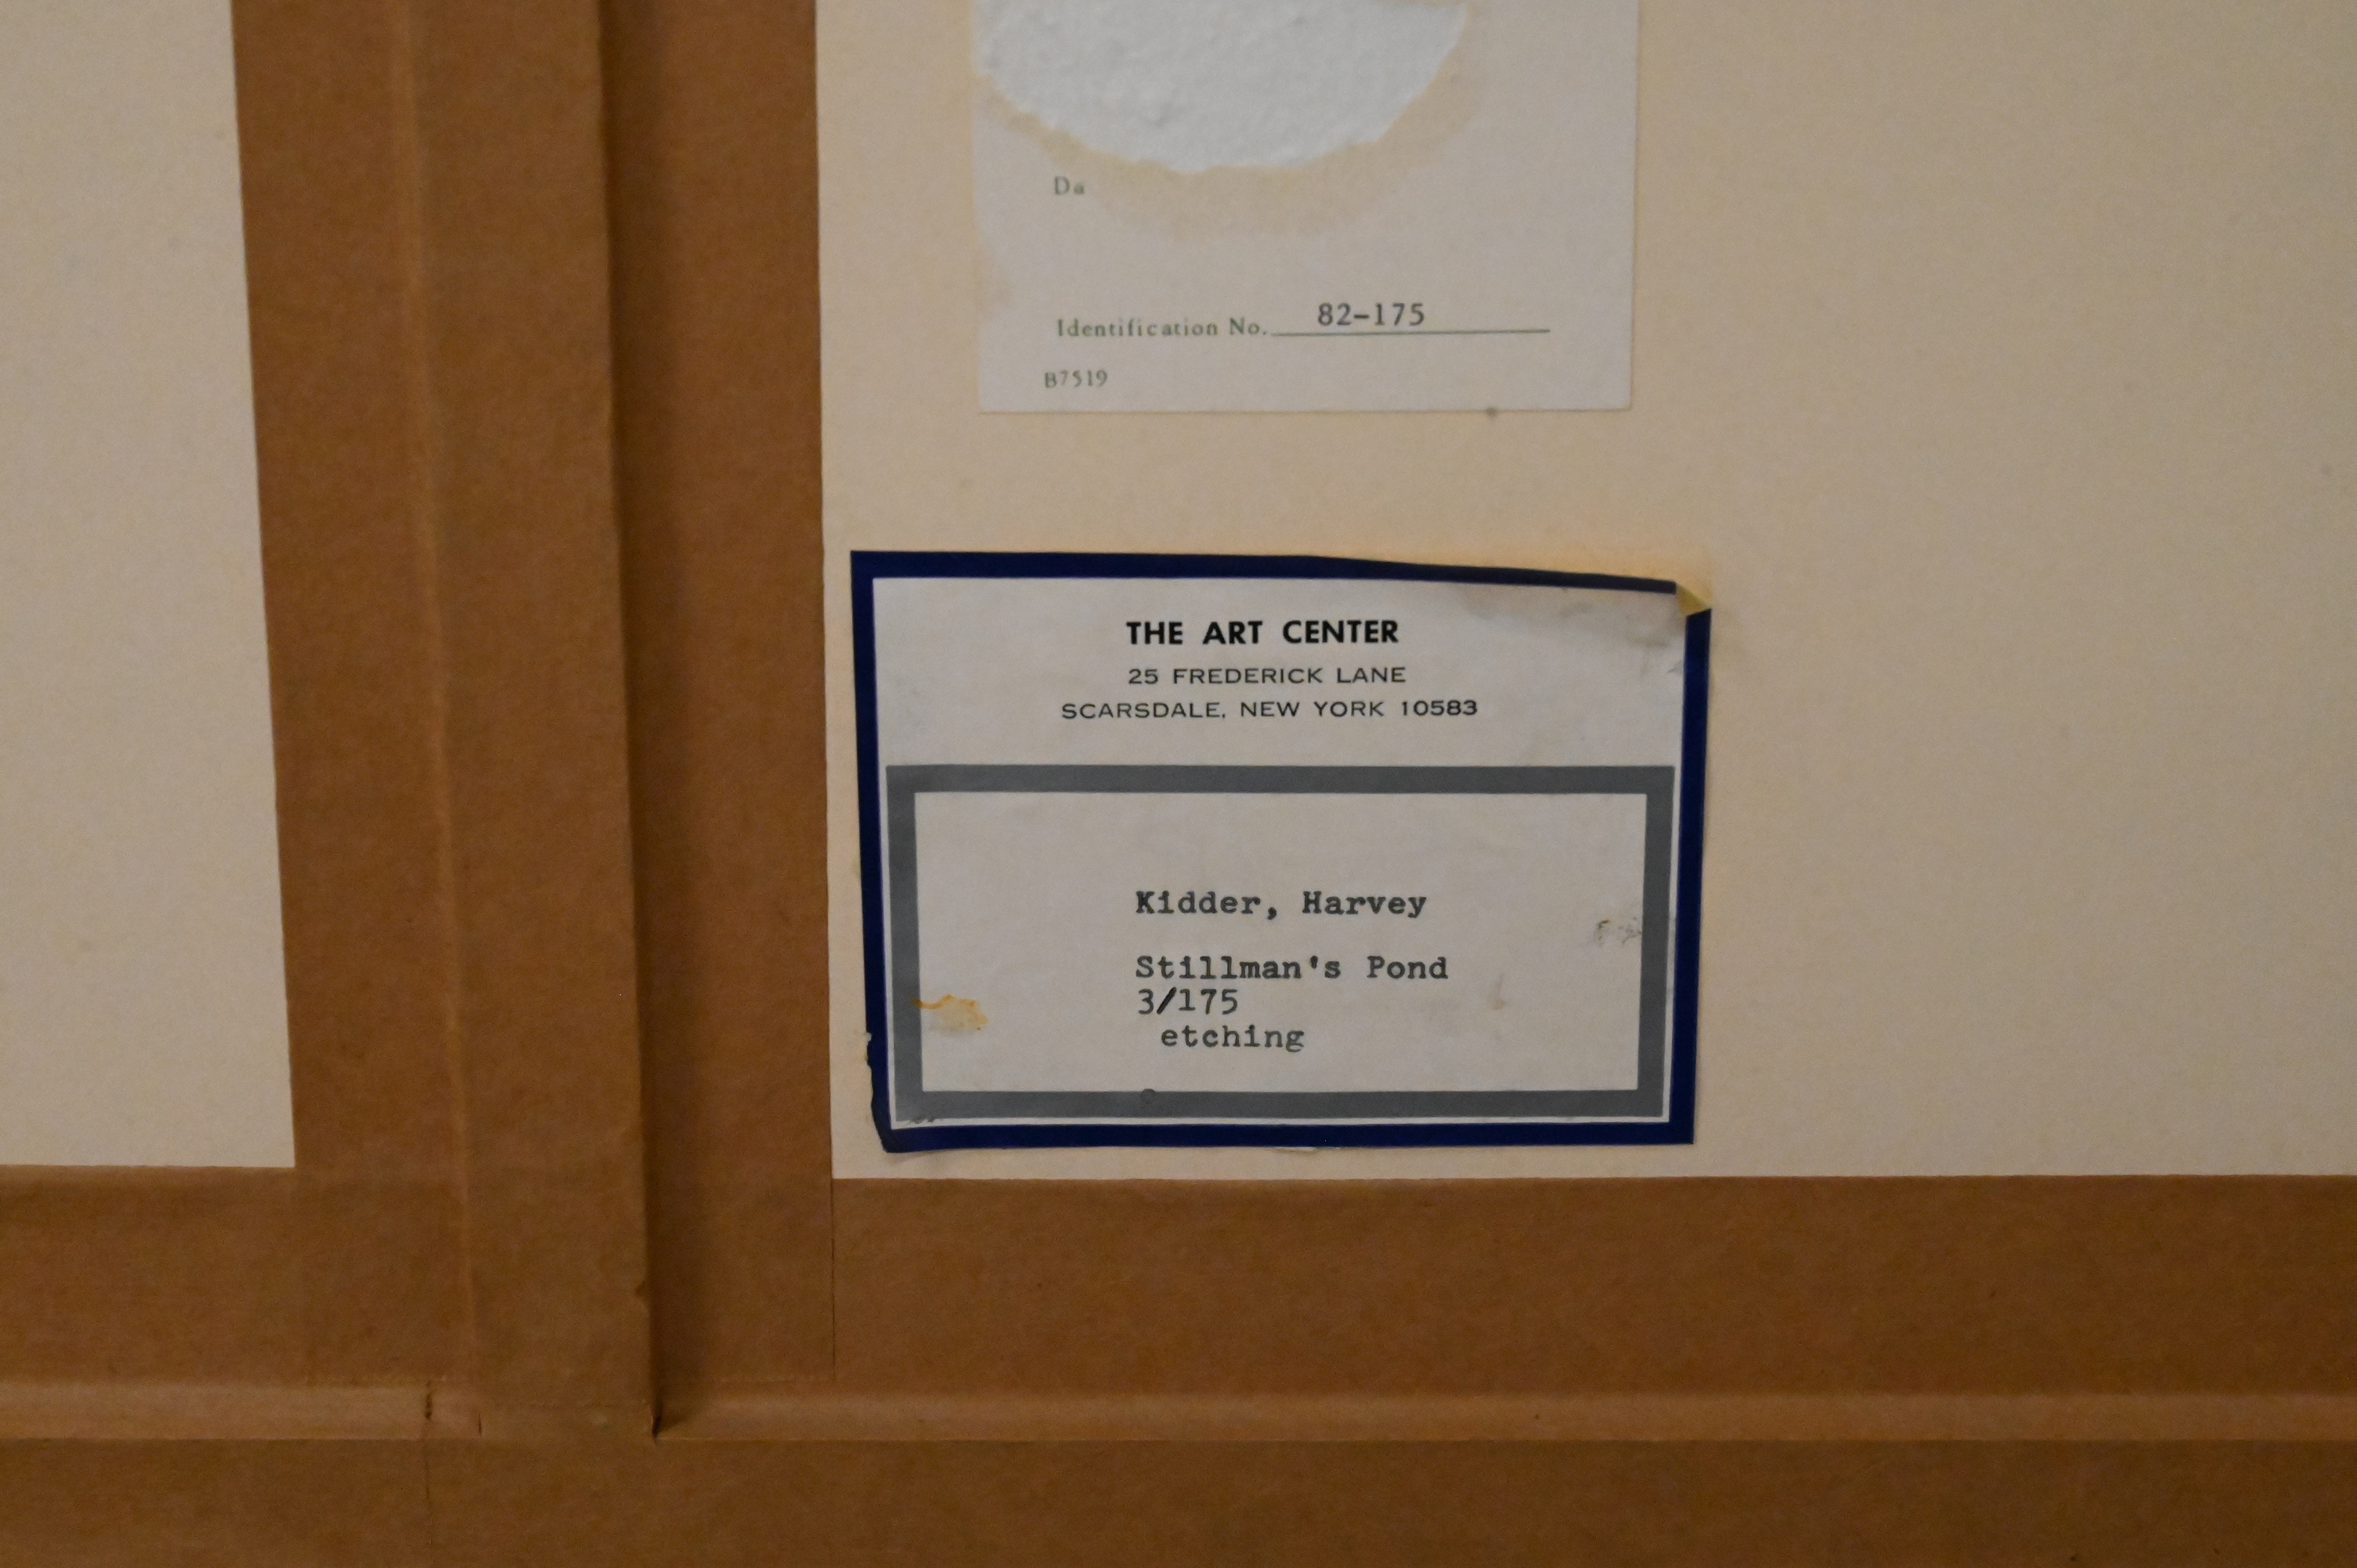 Da
Identification No. 82-175
B7519
THE ART CENTER
25 FREDERICK LANE
SCARSDALE, NEW YORK 10583
Kidder, Harvey
Stillman's Pond
3/175
etching